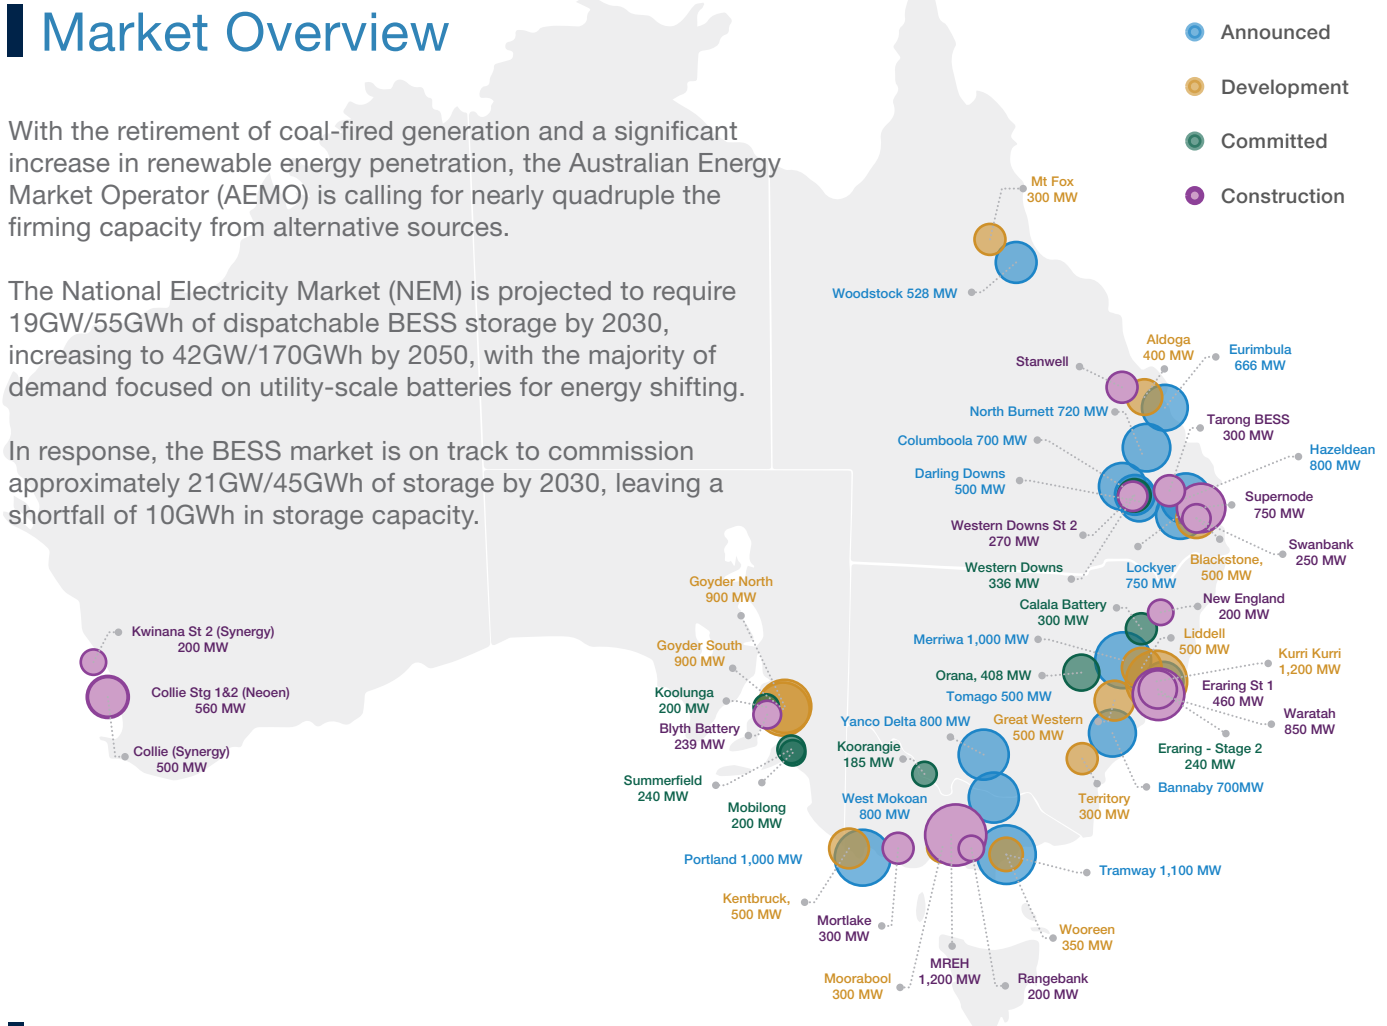 Market Overview
With the retirement of coal-fired generation and a significant
increase in renewable energy penetration, the Australian Energy
Market Operator (AEMO) is calling for nearly quadruple the
firming capacity from alternative sources.
The National Electricity Market (NEM) is projected to require
19GW/55GWh of dispatchable BESS storage by 2030,
increasing to 42GW/170GWh by 2050, with the majority of
demand focused on utility-scale batteries for energy shifting.
In response, the BESS market is on track to commission
approximately 21GW/45GWh of storage by 2030, leaving a
shortfall of 10GWh in storage capacity.
Announced
Development
Committed
Construction
Mt Fox
300 MW
Woodstock 528 MW
Stanwell
Aldoga
400 MW
Eurimbula
666 MW
North Burnett 720 MW
Tarong BESS
300 MW
Columboola 700 MW
Hazeldean
800 MW
Darling Downs
500 MW
Supernode
750 MW
Western Downs St 2
270 MW
Swanbank
250 MW
Western Downs
336 MW
Lockyer
750 MW
Blackstone,
500 MW
Calala Battery
300 MW
New England
200 MW
Merriwa 1,000 MW
Liddell
500 MW
Kurri Kurri
1,200 MW
Orana, 408 MW
Tomago 500 MW
Eraring St 1
460 MW
Waratah
850 MW
Great Western
500 MW
Eraring - Stage 2
240 MW
Bannaby 700MW
Territory
300 MW
Goyder North
900 MW
Goyder South
900 MW
Koolunga
200 MW
Blyth Battery
239 MW
Summerfield
240 MW
Mobilong
200 MW
Yanco Delta 800 MW
Koorangie
185 MW
West Mokoan
800 MW
Portland 1,000 MW
Tramway 1,100 MW
Kentbruck,
500 MW
Mortlake
300 MW
Wooreen
350 MW
Moorabool
300 MW
MREH
1,200 MW
Rangebank
200 MW
Kwinana St 2 (Synergy)
200 MW
Collie Stg 1&2 (Neoen)
560 MW
Collie (Synergy)
500 MW